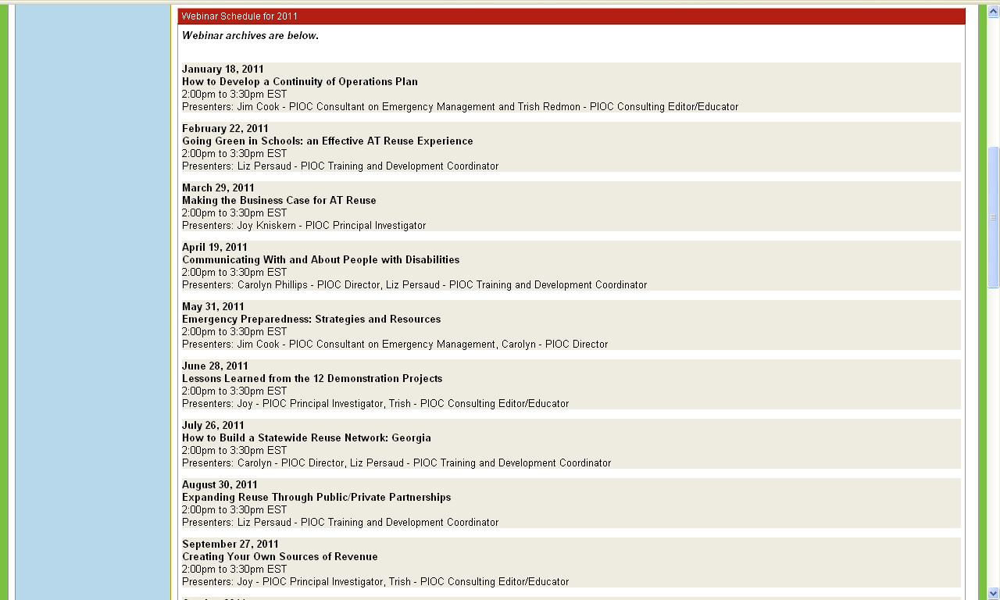 Webinar Schedule for 2011
Webinar archives are below.
January 18, 2011
How to Develop a Continuity of Operations Plan
2:00pm to 3:30pm EST
Presenters: Jim Cook - PIOC Consultant on Emergency Management and Trish Redmon - PIOC Consulting Editor/Educator
February 22, 2011
Going Green in Schools: an Effective AT Reuse Experience
2:00pm to 3:30pm EST
Presenters: Liz Persaud - PIOC Training and Development Coordinator
March 29, 2011
Making the Business Case for AT Reuse
2:00pm to 3:30pm EST
Presenters: Joy Kniskern - PIOC Principal Investigator
April 19, 2011
Communicating With and About People with Disabilities
2:00pm to 3:30pm EST
Presenters: Carolyn Phillips - PIOC Director, Liz Persaud - PIOC Training and Development Coordinator
May 31, 2011
Emergency Preparedness: Strategies and Resources
2:00pm to 3:30pm EST
Presenters: Jim Cook - PIOC Consultant on Emergency Management, Carolyn - PIOC Director
June 28, 2011
Lessons Learned from the 12 Demonstration Projects
2:00pm to 3:30pm EST
Presenters: Joy - PIOC Principal Investigator, Trish - PIOC Consulting Editor/Educator
July 26, 2011
How to Build a Statewide Reuse Network: Georgia
2:00pm to 3:30pm EST
Presenters: Carolyn - PIOC Director, Liz Persaud - PIOC Training and Development Coordinator
August 30, 2011
Expanding Reuse Through Public/Private Partnerships
2:00pm to 3:30pm EST
Presenters: Liz Persaud - PIOC Training and Development Coordinator
September 27, 2011
Creating Your Own Sources of Revenue
2:00pm to 3:30pm EST
Presenters: Joy - PIOC Principal Investigator, Trish - PIOC Consulting Editor/Educator